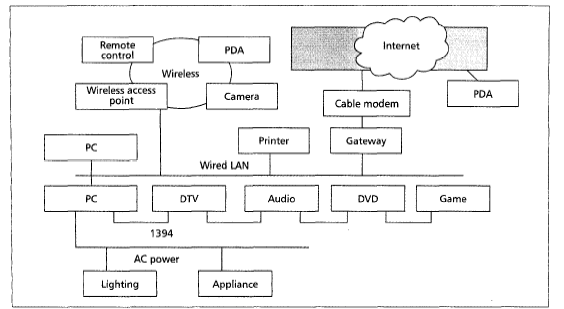 Remote
control
PDA
Internet
Wireless
Wireless access
point
Camera
Cable modem
PDA
PC
Printer
Gateway
Wired LAN
PC
DTV
Audio
DVD
Game
1394
AC power
Lighting
Appliance